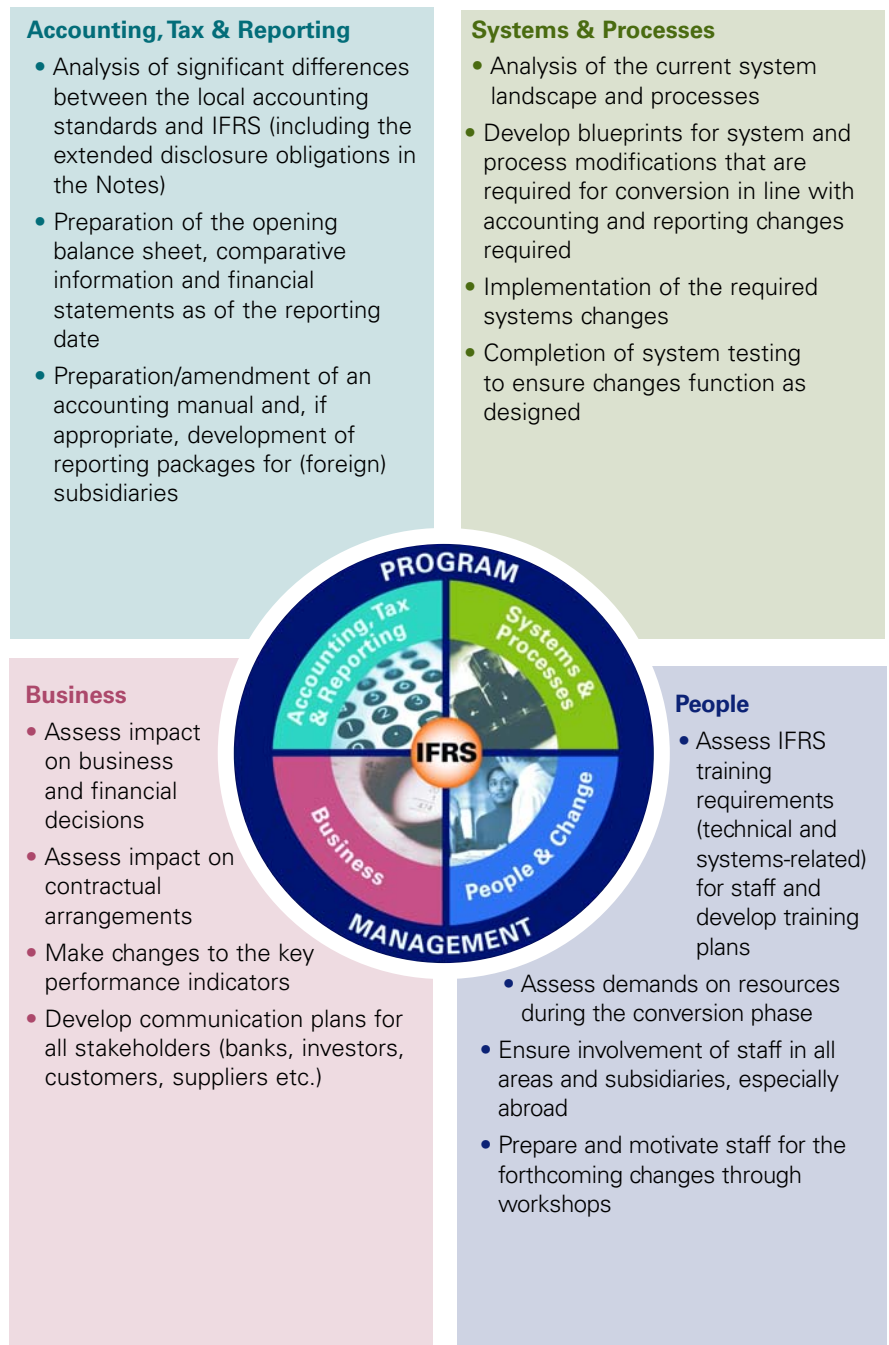 Accounting, Tax & Reporting
• Analysis of significant differences
between the local accounting
standards and IFRS (including the
extended disclosure obligations in
the Notes)
• Preparation of the opening
balance sheet, comparative
information and financial
statements as of the reporting
date
• Preparation/amendment of an
accounting manual and, if
appropriate, development of
reporting packages for (foreign)
subsidiaries
Systems & Processes
• Analysis of the current system
landscape and processes
• Develop blueprints for system and
process modifications that are
required for conversion in line with
accounting and reporting changes
required
• Implementation of the required
systems changes
• Completion of system testing
to ensure changes function as
designed
PROGRAM
Accounting, Tax
& Reporting
Systems &
Processes
IFRS
Business
People & Change
MANAGEMENT
Business
• Assess impact
on business
and financial
decisions
• Assess impact on
contractual
arrangements
• Make changes to the key
performance indicators
• Develop communication plans for
all stakeholders (banks, investors,
customers, suppliers etc.)
People
• Assess IFRS
training
requirements
(technical and
systems-related)
for staff and
develop training
plans
• Assess demands on resources
during the conversion phase
• Ensure involvement of staff in all
areas and subsidiaries, especially
abroad
• Prepare and motivate staff for the
forthcoming changes through
workshops